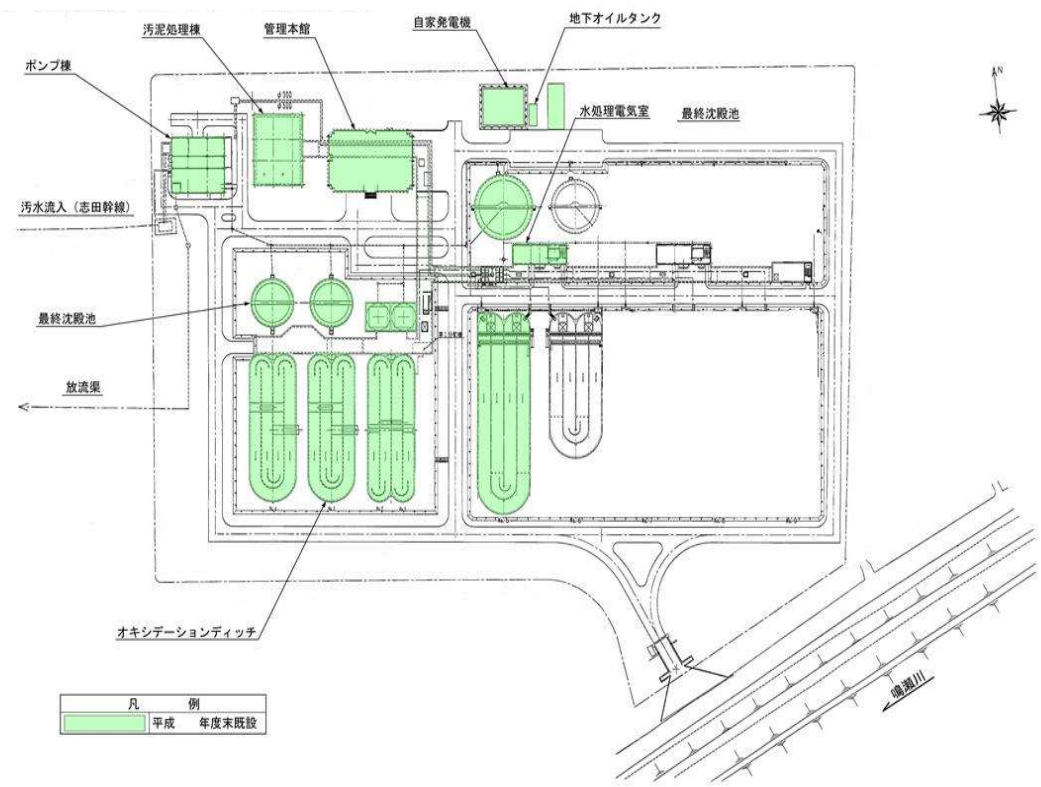 自家発電機
地下オイルタンク
汚泥処理棟
管理本館
ポンプ棟
φ300
φ500
水処理電気室
最終沈殿池
N
汚水流入（志田幹線）
最終沈殿池
放流渠
オキシデーションディッチ
鳴瀬川
凡 例
平成 年度末既設